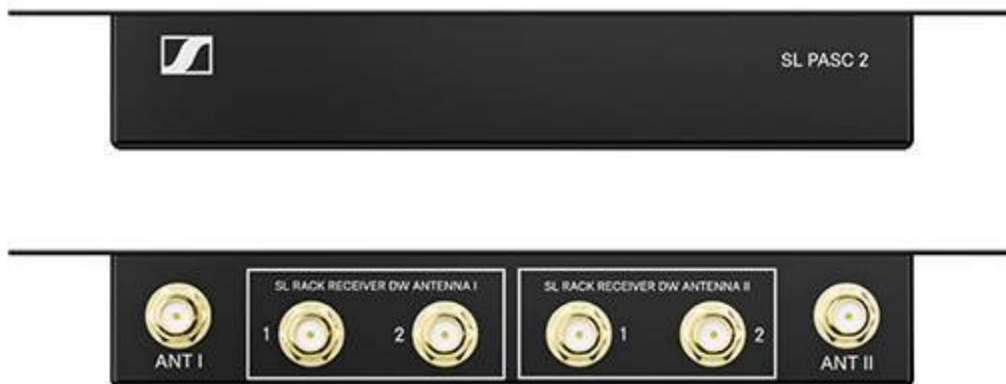 SL PASC 2
SL RACK RECEIVER DW ANTENNA I
SL RACK RECEIVER DW ANTENNA II
1
2
1
2
ANT I
ANT II